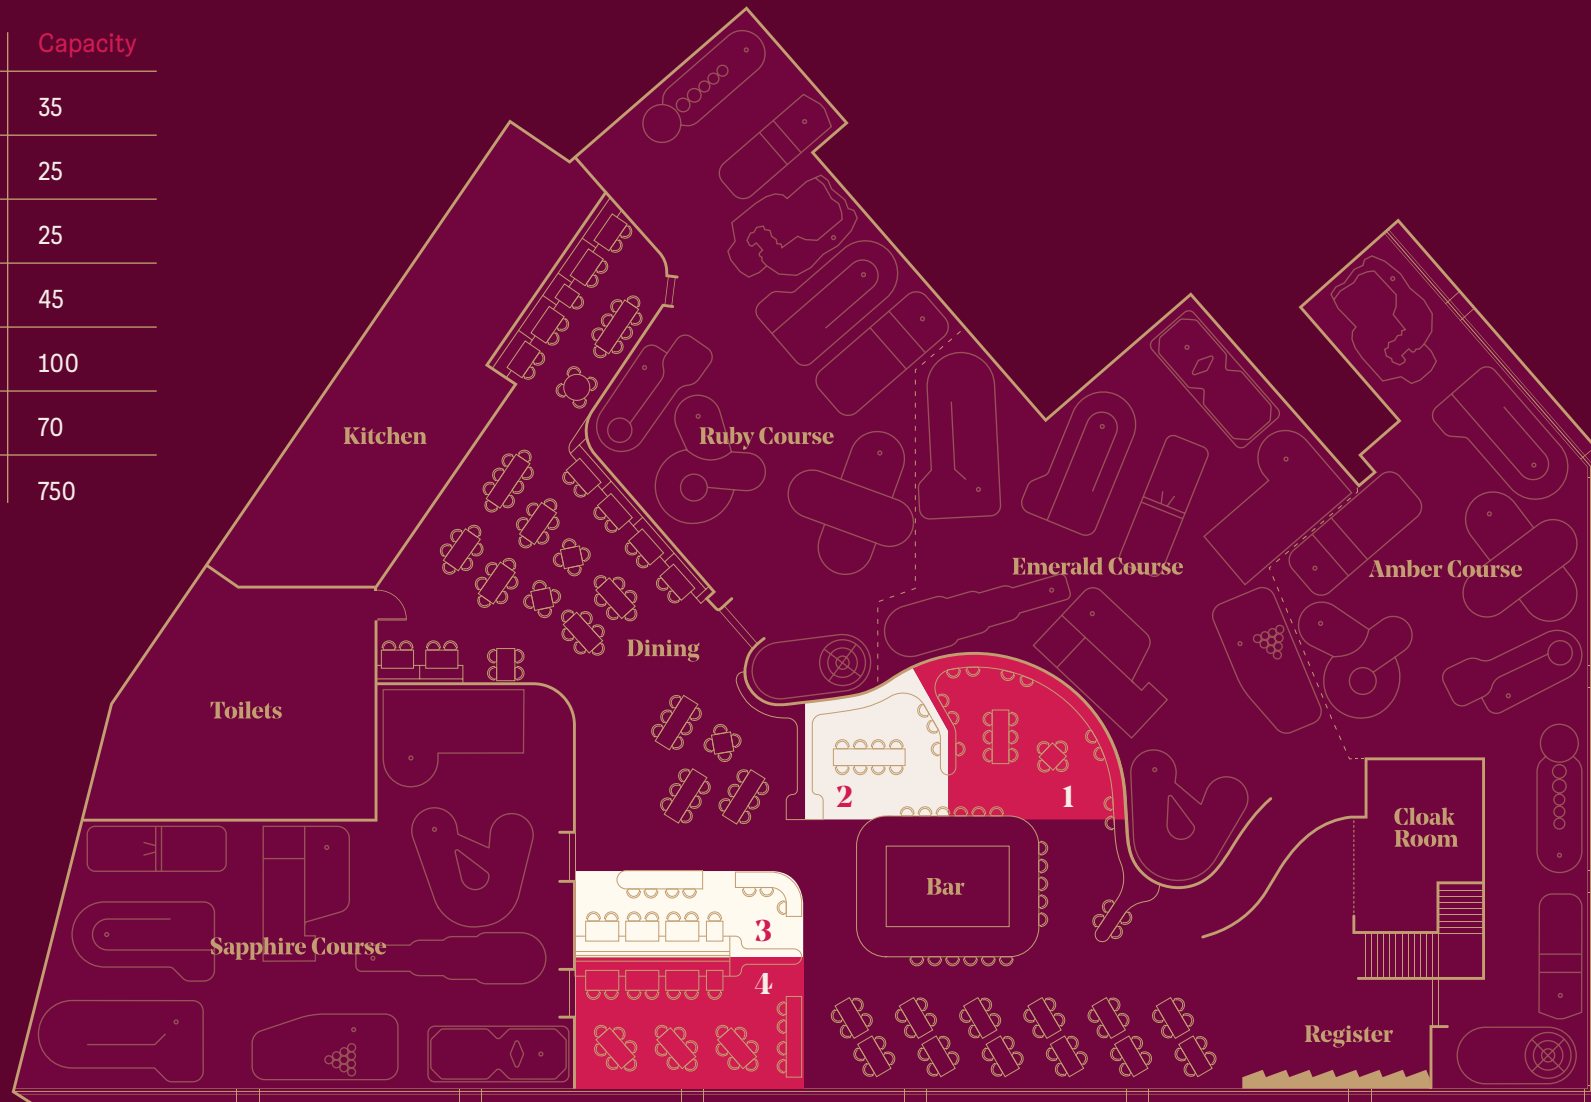 Capacity
35
25
25
45
100
70
750
Kitchen
Ruby Course
Emerald Course
Amber Course
Dining
Toilets
2
1
Cloak
Room
Bar
3
Sapphire Course
4
Register